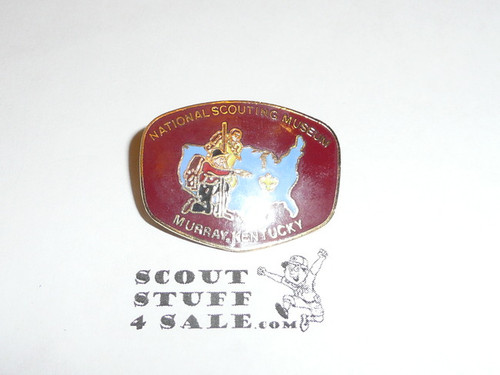 NATIONAL SCOUTING MUSEUM
MURRAY, KENTUCKY
SCOUT
STUFF
4 SALE.COM